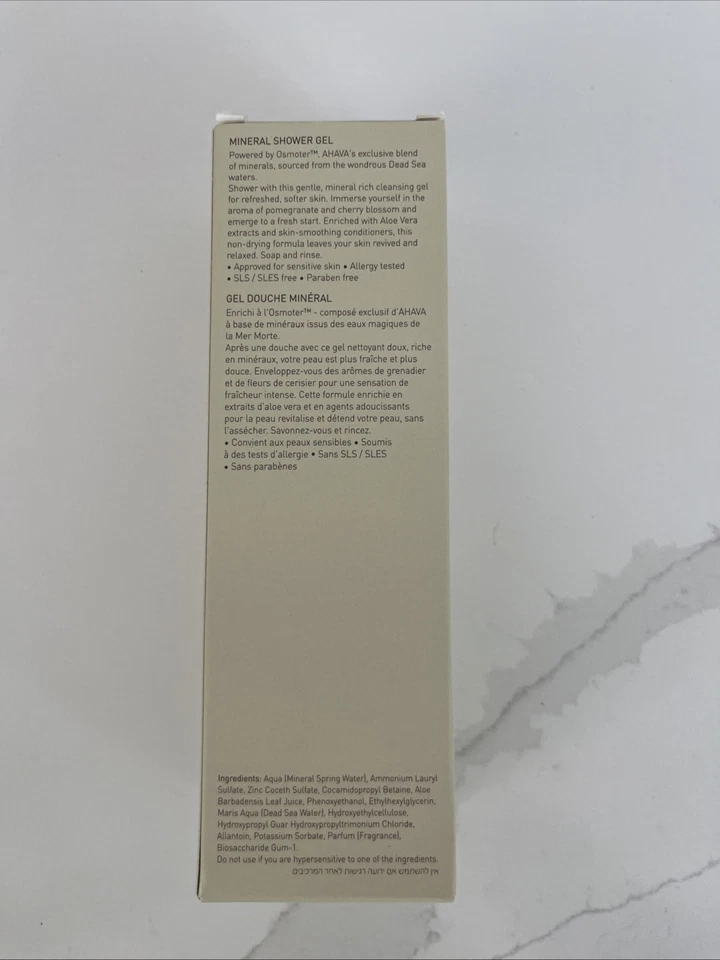 MINERAL SHOWER GEL
Powered by Osmoter™, AHAVA's exclusive blend
of minerals, sourced from the wondrous Dead Sea
waters.
Shower with this gentle, mineral rich cleansing gel
for refreshed, softer skin. Immerse yourself in the
aroma of pomegranate and cherry blossom and
emerge to a fresh start. Enriched with Aloe Vera
extracts and skin-smoothing conditioners, this
non-drying formula leaves your skin revived and
relaxed. Soap and rinse.
• Approved for sensitive skin • Allergy tested
• SLS / SLES free • Paraben free
GEL DOUCHE MINÉRAL
Enrichi à l'Osmoter™ - composé exclusif d'AHAVA
à base de minéraux issus des eaux magiques de
la Mer Morte.
Après une douche avec ce gel nettoyant doux, riche
en minéraux, votre peau est plus fraîche et plus
douce. Enveloppez-vous des arômes de grenadier
et de fleurs de cerisier pour une sensation de
fraîcheur intense. Cette formule enrichie en
extraits d'aloe vera et en agents adoucissants
pour la peau revitalise et détend votre peau, sans
l'assécher. Savonnez-vous et rincez.
• Convient aux peaux sensibles • Soumis
à des tests d'allergie • Sans SLS / SLES
• Sans parabènes
Ingredients: Aqua (Mineral Spring Water), Ammonium Lauryl
Sulfate, Zinc Coceth Sulfate, Cocamidopropyl Betaine, Aloe
Barbadensis Leaf Juice, Phenoxyethanol, Ethylhexylglycerin,
Maris Aqua (Dead Sea Water), Hydroxyethylcellulose,
Hydroxypropyl Guar Hydroxypropyltrimonium Chloride,
Allantoin, Potassium Sorbate, Parfum (Fragrance),
Biosaccharide Gum-1.
Do not use if you are hypersensitive to one of the ingredients.
אין להשתמש אם ידועה רגישות לאחד המרכיבים